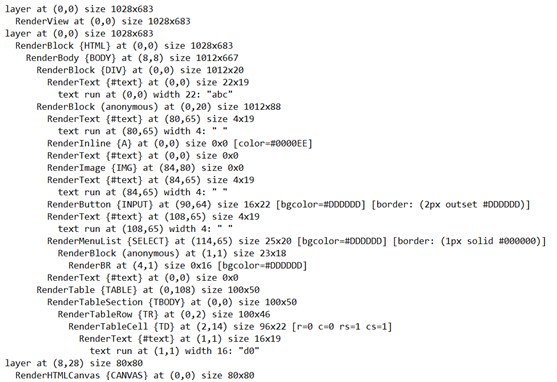 layer at (0,0) size 1028x683
RenderView at (0,0) size 1028x683
layer at (0,0) size 1028x683
RenderBlock {HTML} at (0,0) size 1028x683
RenderBody {BODY} at (8,8) size 1012x667
RenderBlock {DIV} at (0,0) size 1012x20
RenderText {#text} at (0,0) size 22x19
text run at (0,0) width 22: "abc"
RenderBlock (anonymous) at (0,20) size 1012x88
RenderText {#text} at (80,65) size 4x19
text run at (80,65) width 4: " "
RenderInline {A} at (0,0) size 0x0 [color=#0000EE]
RenderText {#text} at (0,0) size 0x0
RenderImage {IMG} at (84,80) size 0x0
RenderText {#text} at (84,65) size 4x19
text run at (84,65) width 4: " "
RenderButton {INPUT} at (90,64) size 16x22 [bgcolor=#DDDDDD] [border: (2px outset #DDDDDD)]
RenderText {#text} at (108,65) size 4x19
text run at (108,65) width 4: " "
RenderMenuList {SELECT} at (114,65) size 25x20 [bgcolor=#DDDDDD] [border: (1px solid #000000)]
RenderBlock (anonymous) at (1,1) size 23x18
RenderBR at (4,1) size 0x16 [bgcolor=#DDDDDD]
RenderText {#text} at (0,0) size 0x0
RenderTable {TABLE} at (0,108) size 100x50
RenderTableSection {TBODY} at (0,0) size 100x50
RenderTableRow {TR} at (0,2) size 100x46
RenderTableCell {TD} at (2,14) size 96x22 [r=0 c=0 rs=1 cs=1]
RenderText {#text} at (1,1) size 16x19
text run at (1,1) width 16: "d0"
layer at (8,28) size 80x80
RenderHTMLCanvas {CANVAS} at (0,0) size 80x80